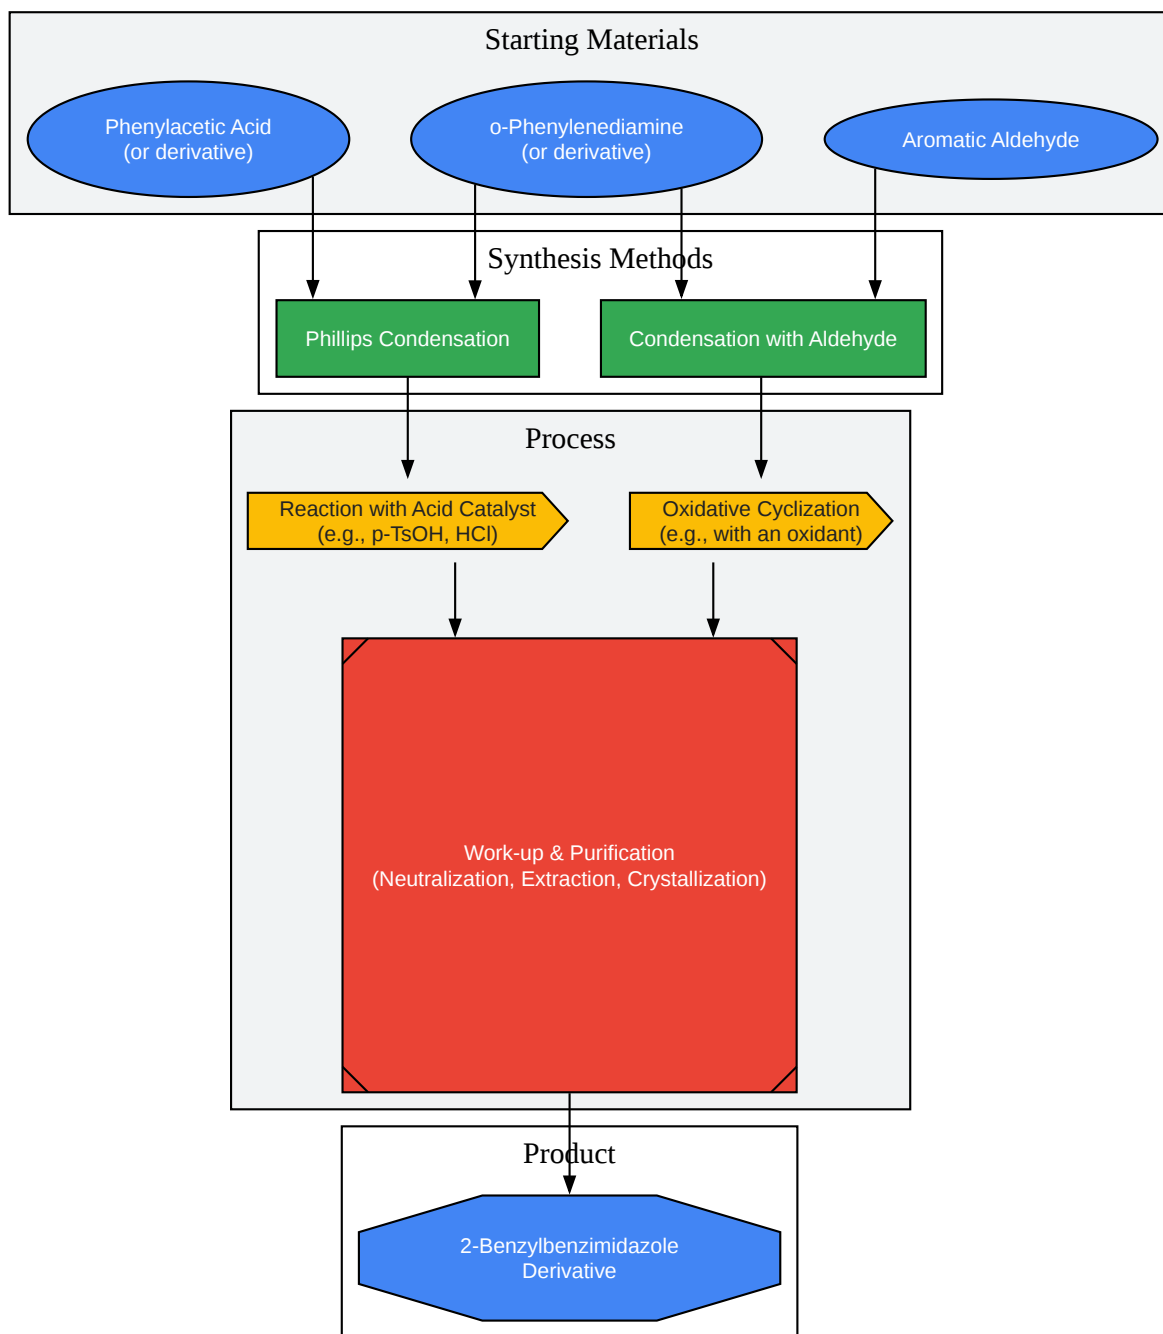 Starting Materials
Phenylacetic Acid
(or derivative)
o-Phenylenediamine
(or derivative)
Aromatic Aldehyde
Synthesis Methods
Phillips Condensation
Condensation with Aldehyde
Process
Reaction with Acid Catalyst
(e.g., p-TsOH, HCl)
Oxidative Cyclization
(e.g., with an oxidant)
Work-up & Purification
(Neutralization, Extraction, Crystallization)
Product
2-Benzylbenzimidazole
Derivative